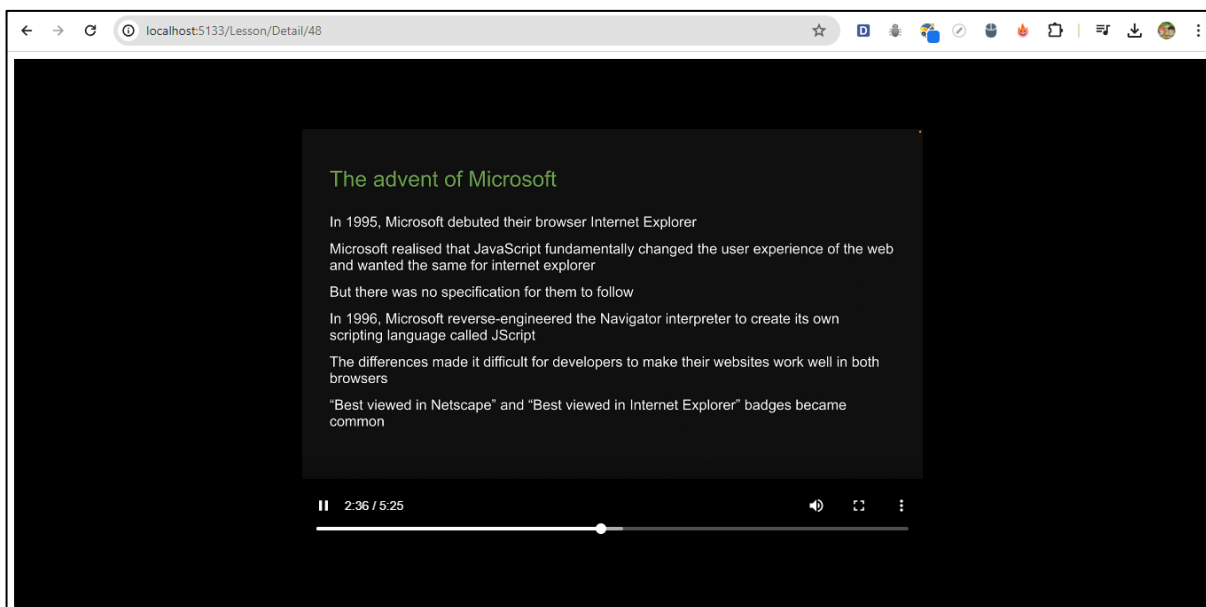 localhost:5133/Lesson/Detail/48
D
The advent of Microsoft
In 1995, Microsoft debuted their browser Internet Explorer
Microsoft realised that JavaScript fundamentally changed the user experience of the web
and wanted the same for internet explorer
But there was no specification for them to follow
In 1996, Microsoft reverse-engineered the Navigator interpreter to create its own
scripting language called JScript
The differences made it difficult for developers to make their websites work well in both
browsers
“Best viewed in Netscape” and “Best viewed in Internet Explorer” badges became
common
2:36 / 5:25